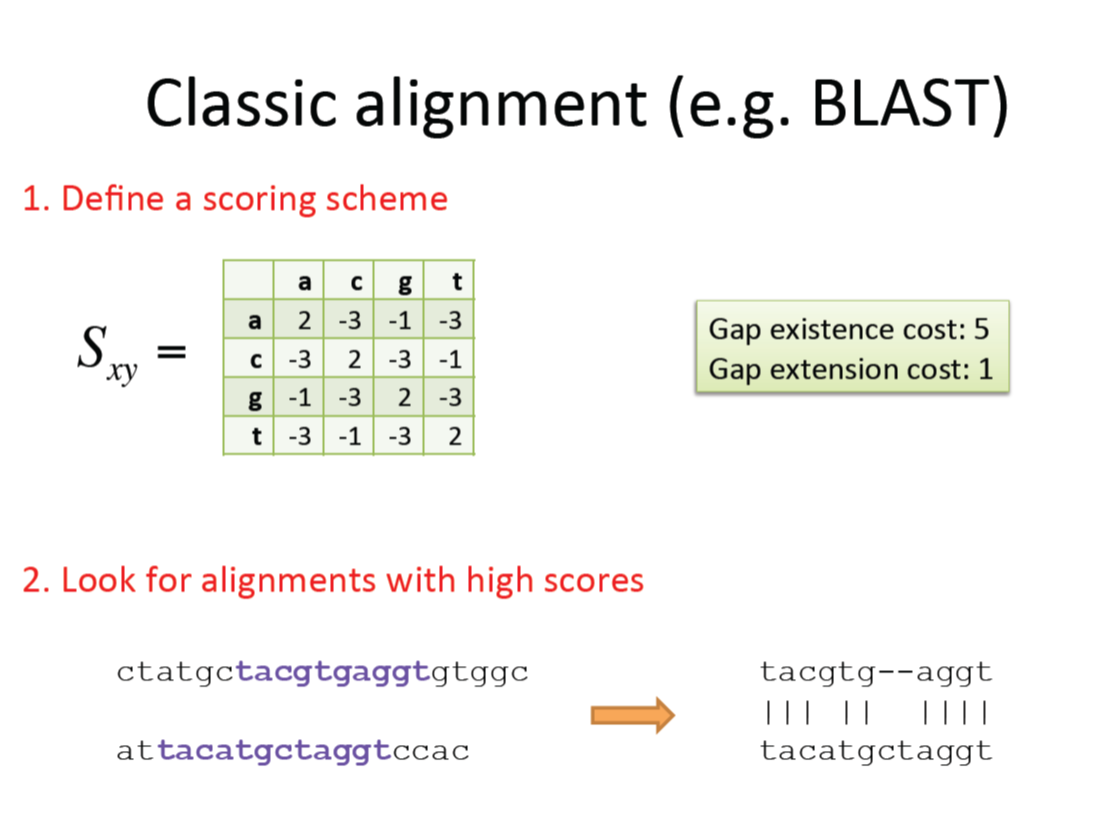 Classic alignment (e.g. BLAST)
1. Define a scoring scheme
Sxy =
a c g t
a 2 -3 -1 -3
c -3 2 -3 -1
g -1 -3 2 -3
t -3 -1 -3 2
Gap existence cost: 5
Gap extension cost: 1
2. Look for alignments with high scores
ctatgctacgtgaggtgtggc
attacatgctaggtccac
tacgtg--aggt
||| || ||||
tacatgctaggt